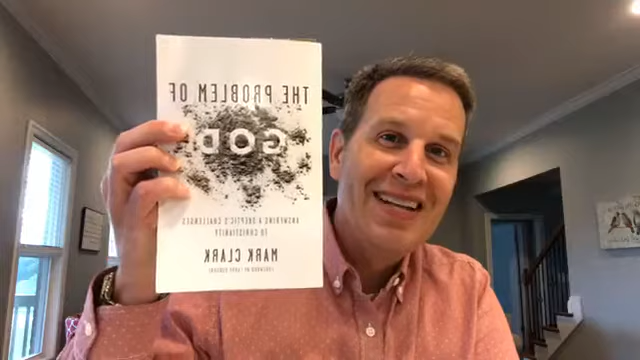 THE PROBLEM OF
GOD
ANSWERING A SKEPTIC'S CHALLENGES
TO CHRISTIANITY
MARK CLARK